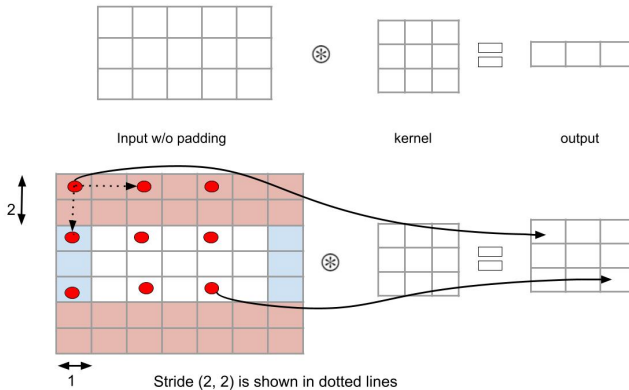 Input w/o padding
kernel
output
2
1
Stride (2, 2) is shown in dotted lines